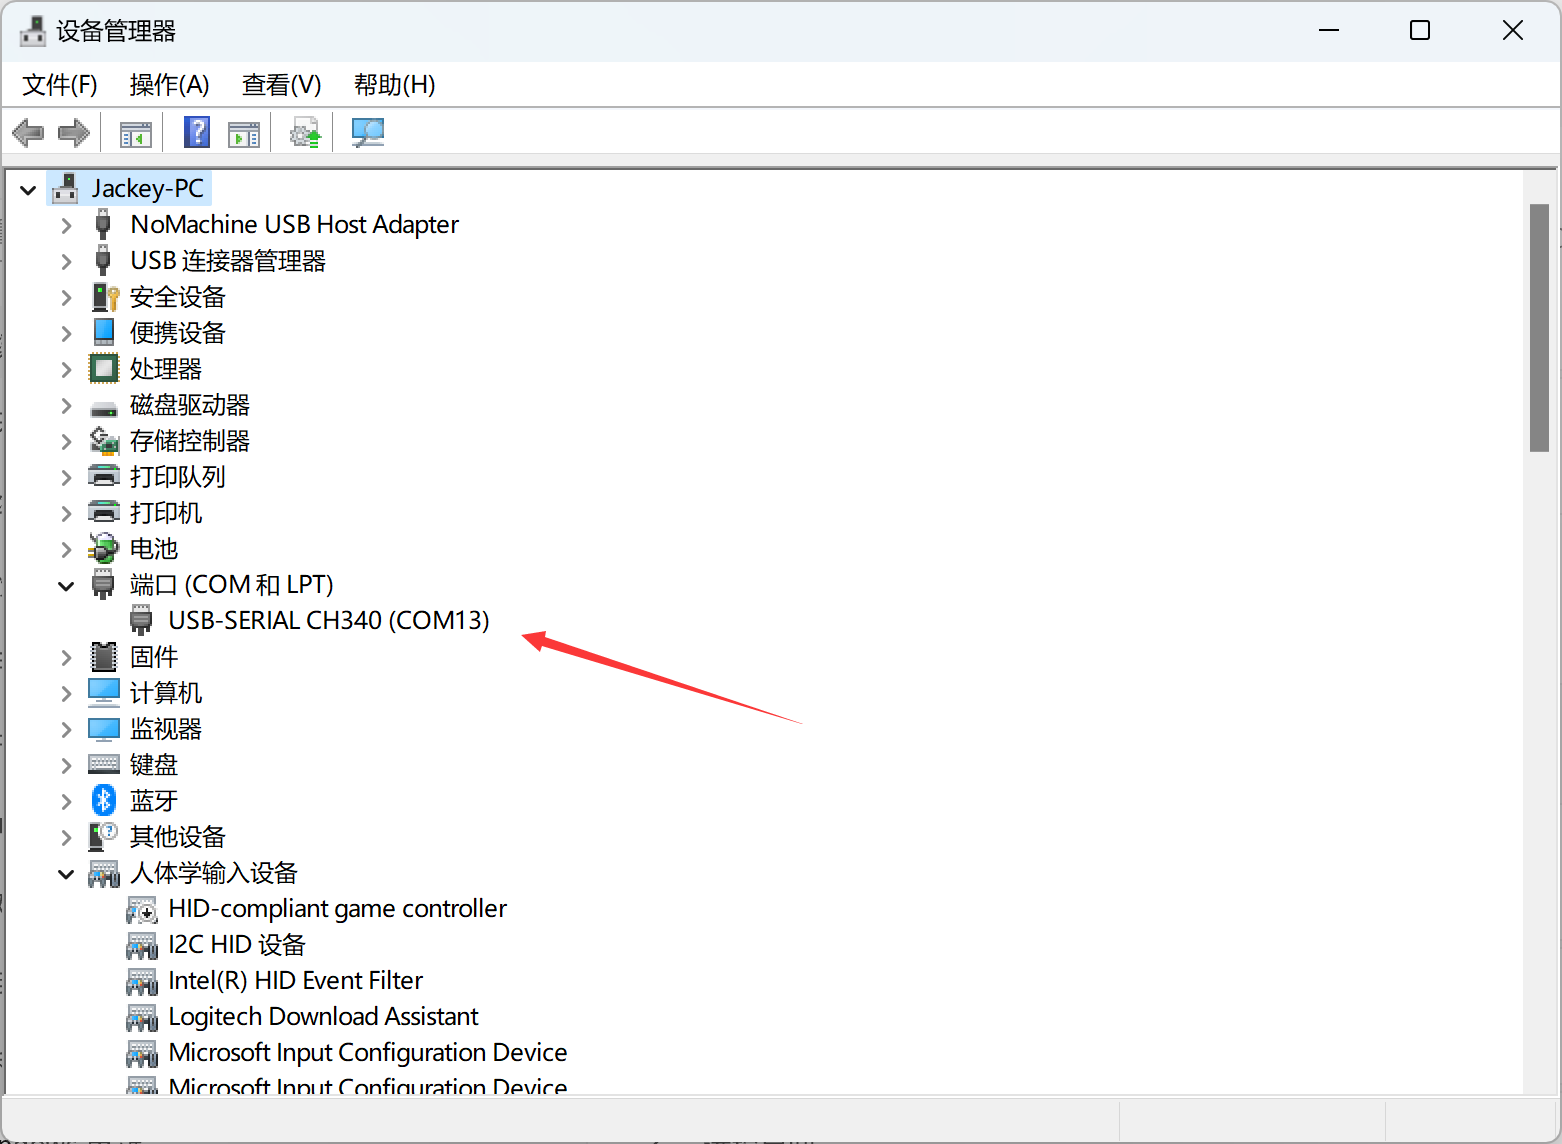 设备管理器
文件(F) 操作(A) 查看(V) 帮助(H)
Jackey-PC
NoMachine USB Host Adapter
USB 连接器管理器
安全设备
便携设备
处理器
磁盘驱动器
存储控制器
打印队列
打印机
电池
端口 (COM 和 LPT)
USB-SERIAL CH340 (COM13)
固件
计算机
监视器
键盘
蓝牙
其他设备
人体学输入设备
HID-compliant game controller
I2C HID 设备
Intel(R) HID Event Filter
Logitech Download Assistant
Microsoft Input Configuration Device
Microsoft Input Configuration Device